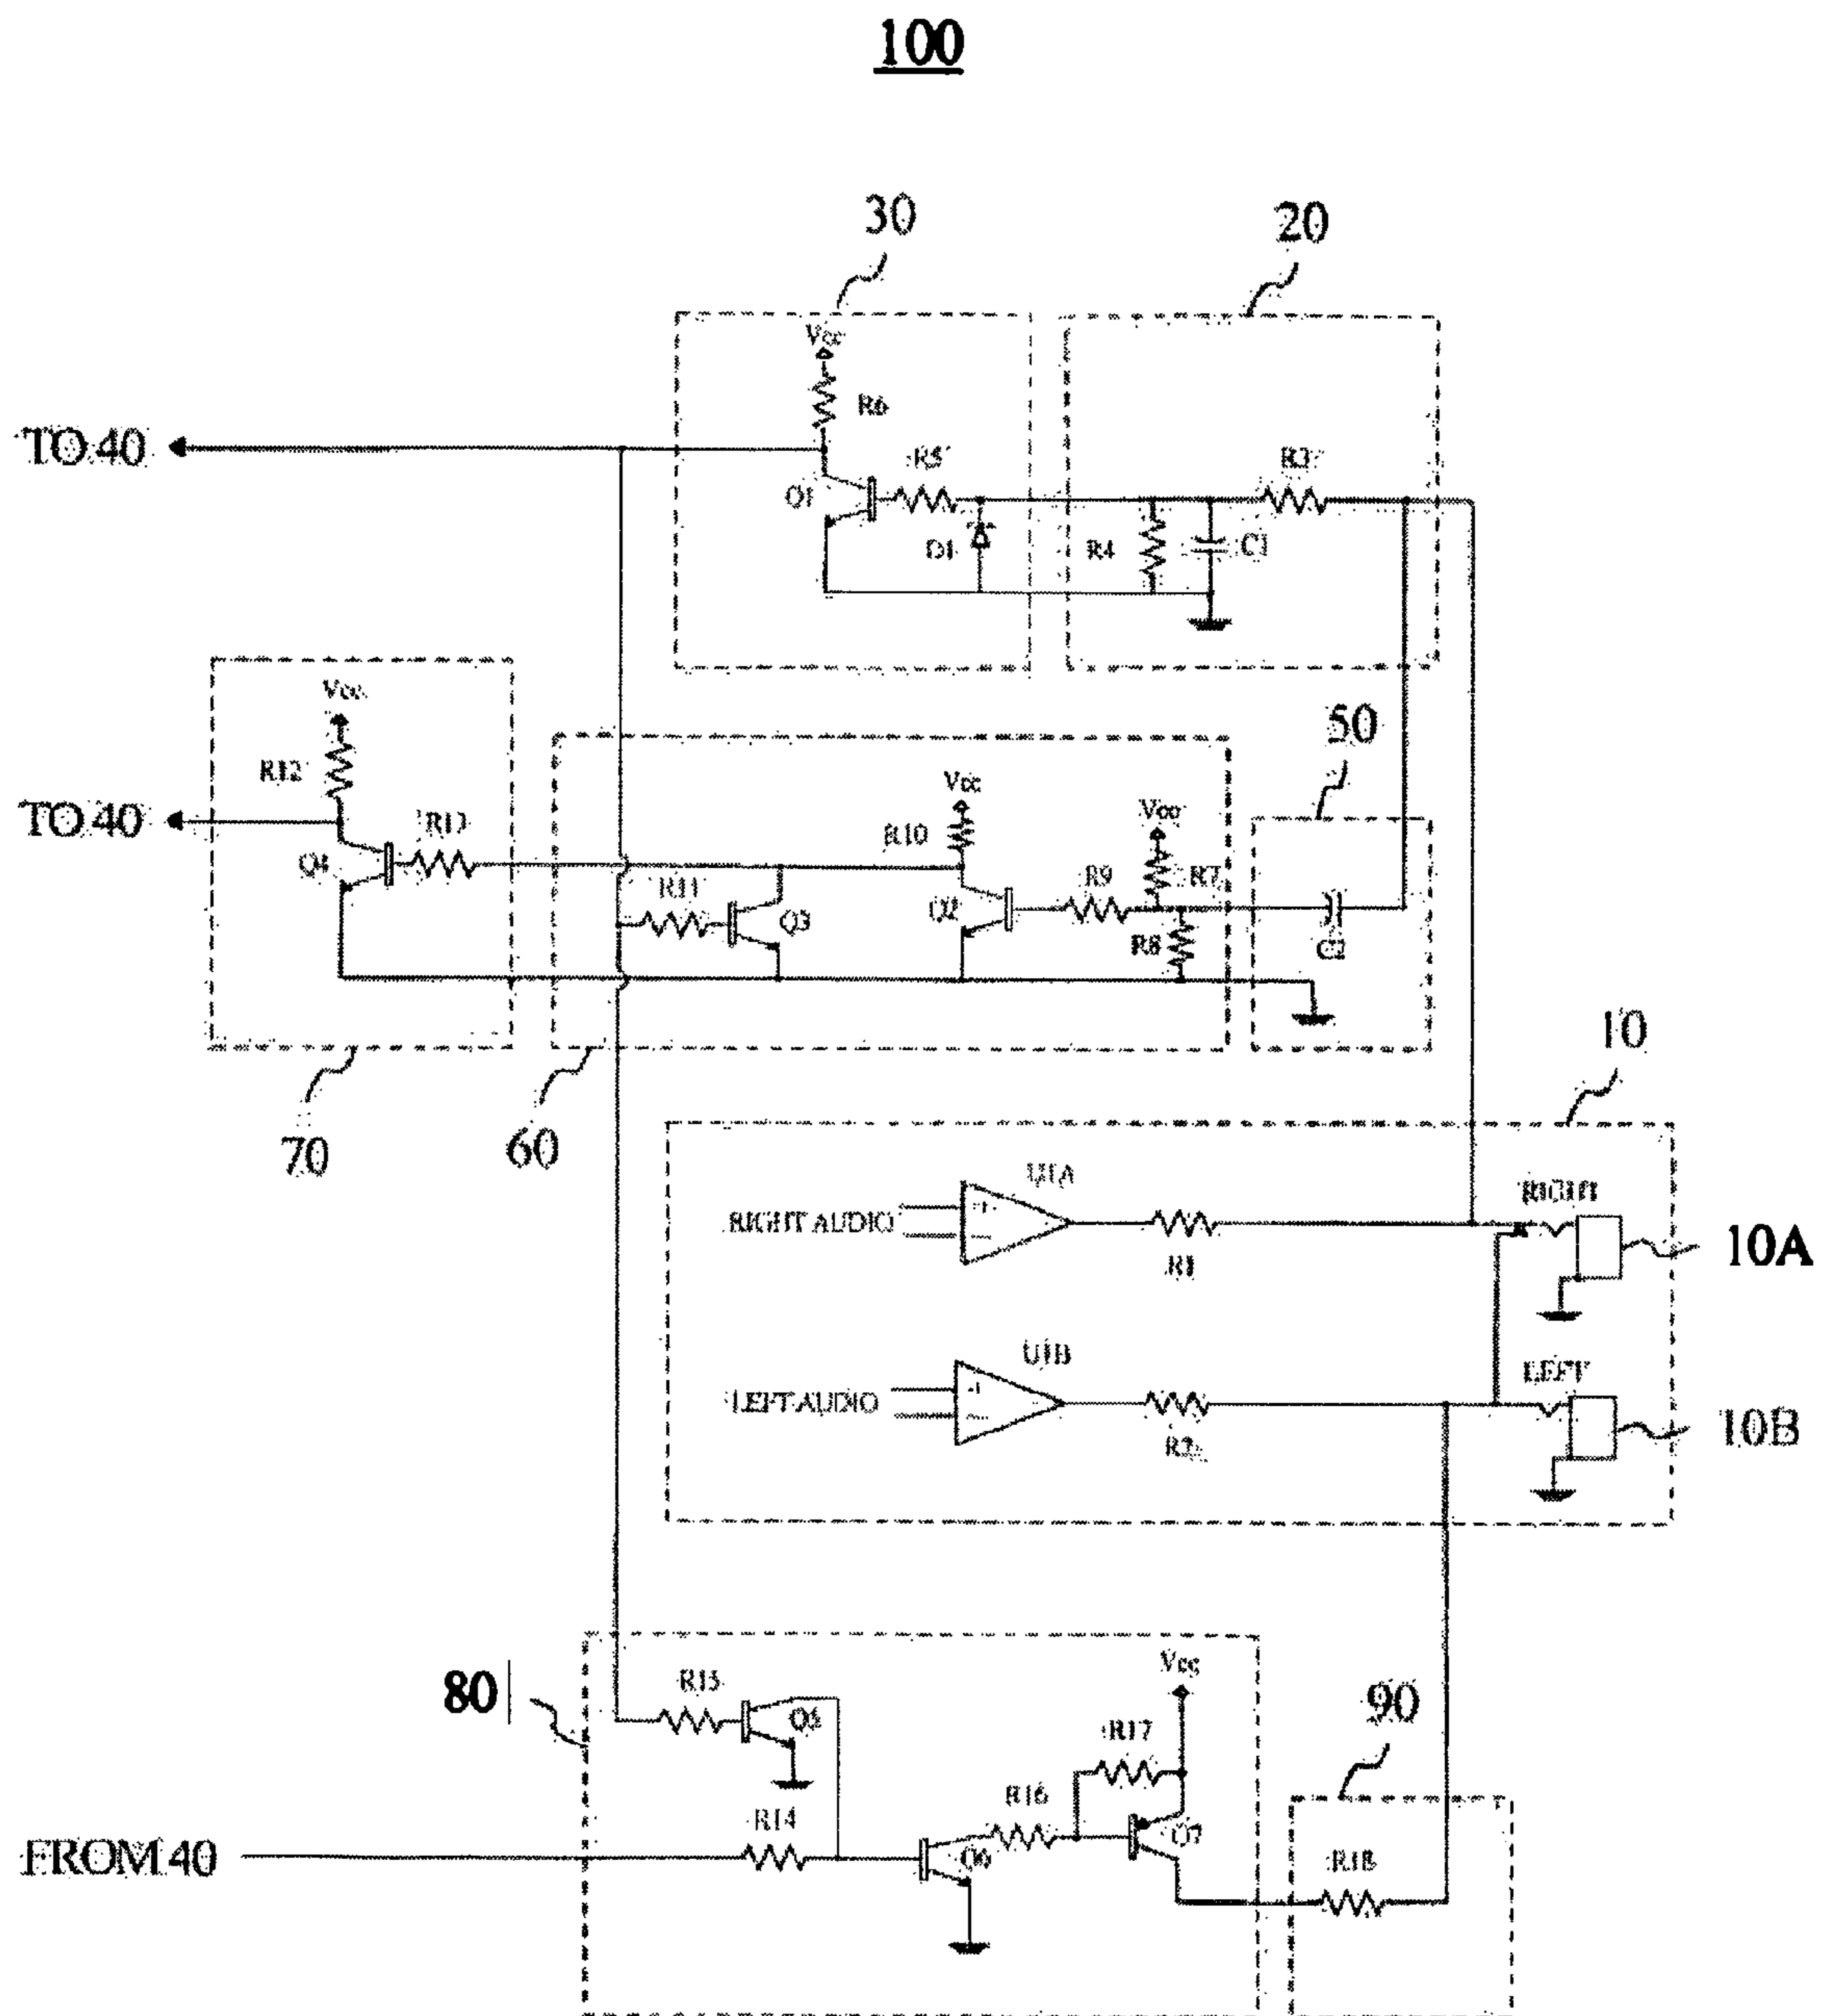 100
30
20
Vcc
R6
TO 40
R5
R3
Q1
D1
R4
C1
Vcc
50
R12
Vcc
Vcc
TO 40
R13
R10
Q4
R11
R9
R7
Q3
Q2
R8
C2
10
70
60
U1A
RIGHT
RIGHT AUDIO
10A
R1
U1B
LEFT
LEFT AUDIO
10B
R2
Vcc
80
R15
90
Q5
R17
R16
R14
Q7
FROM 40
Q6
R18